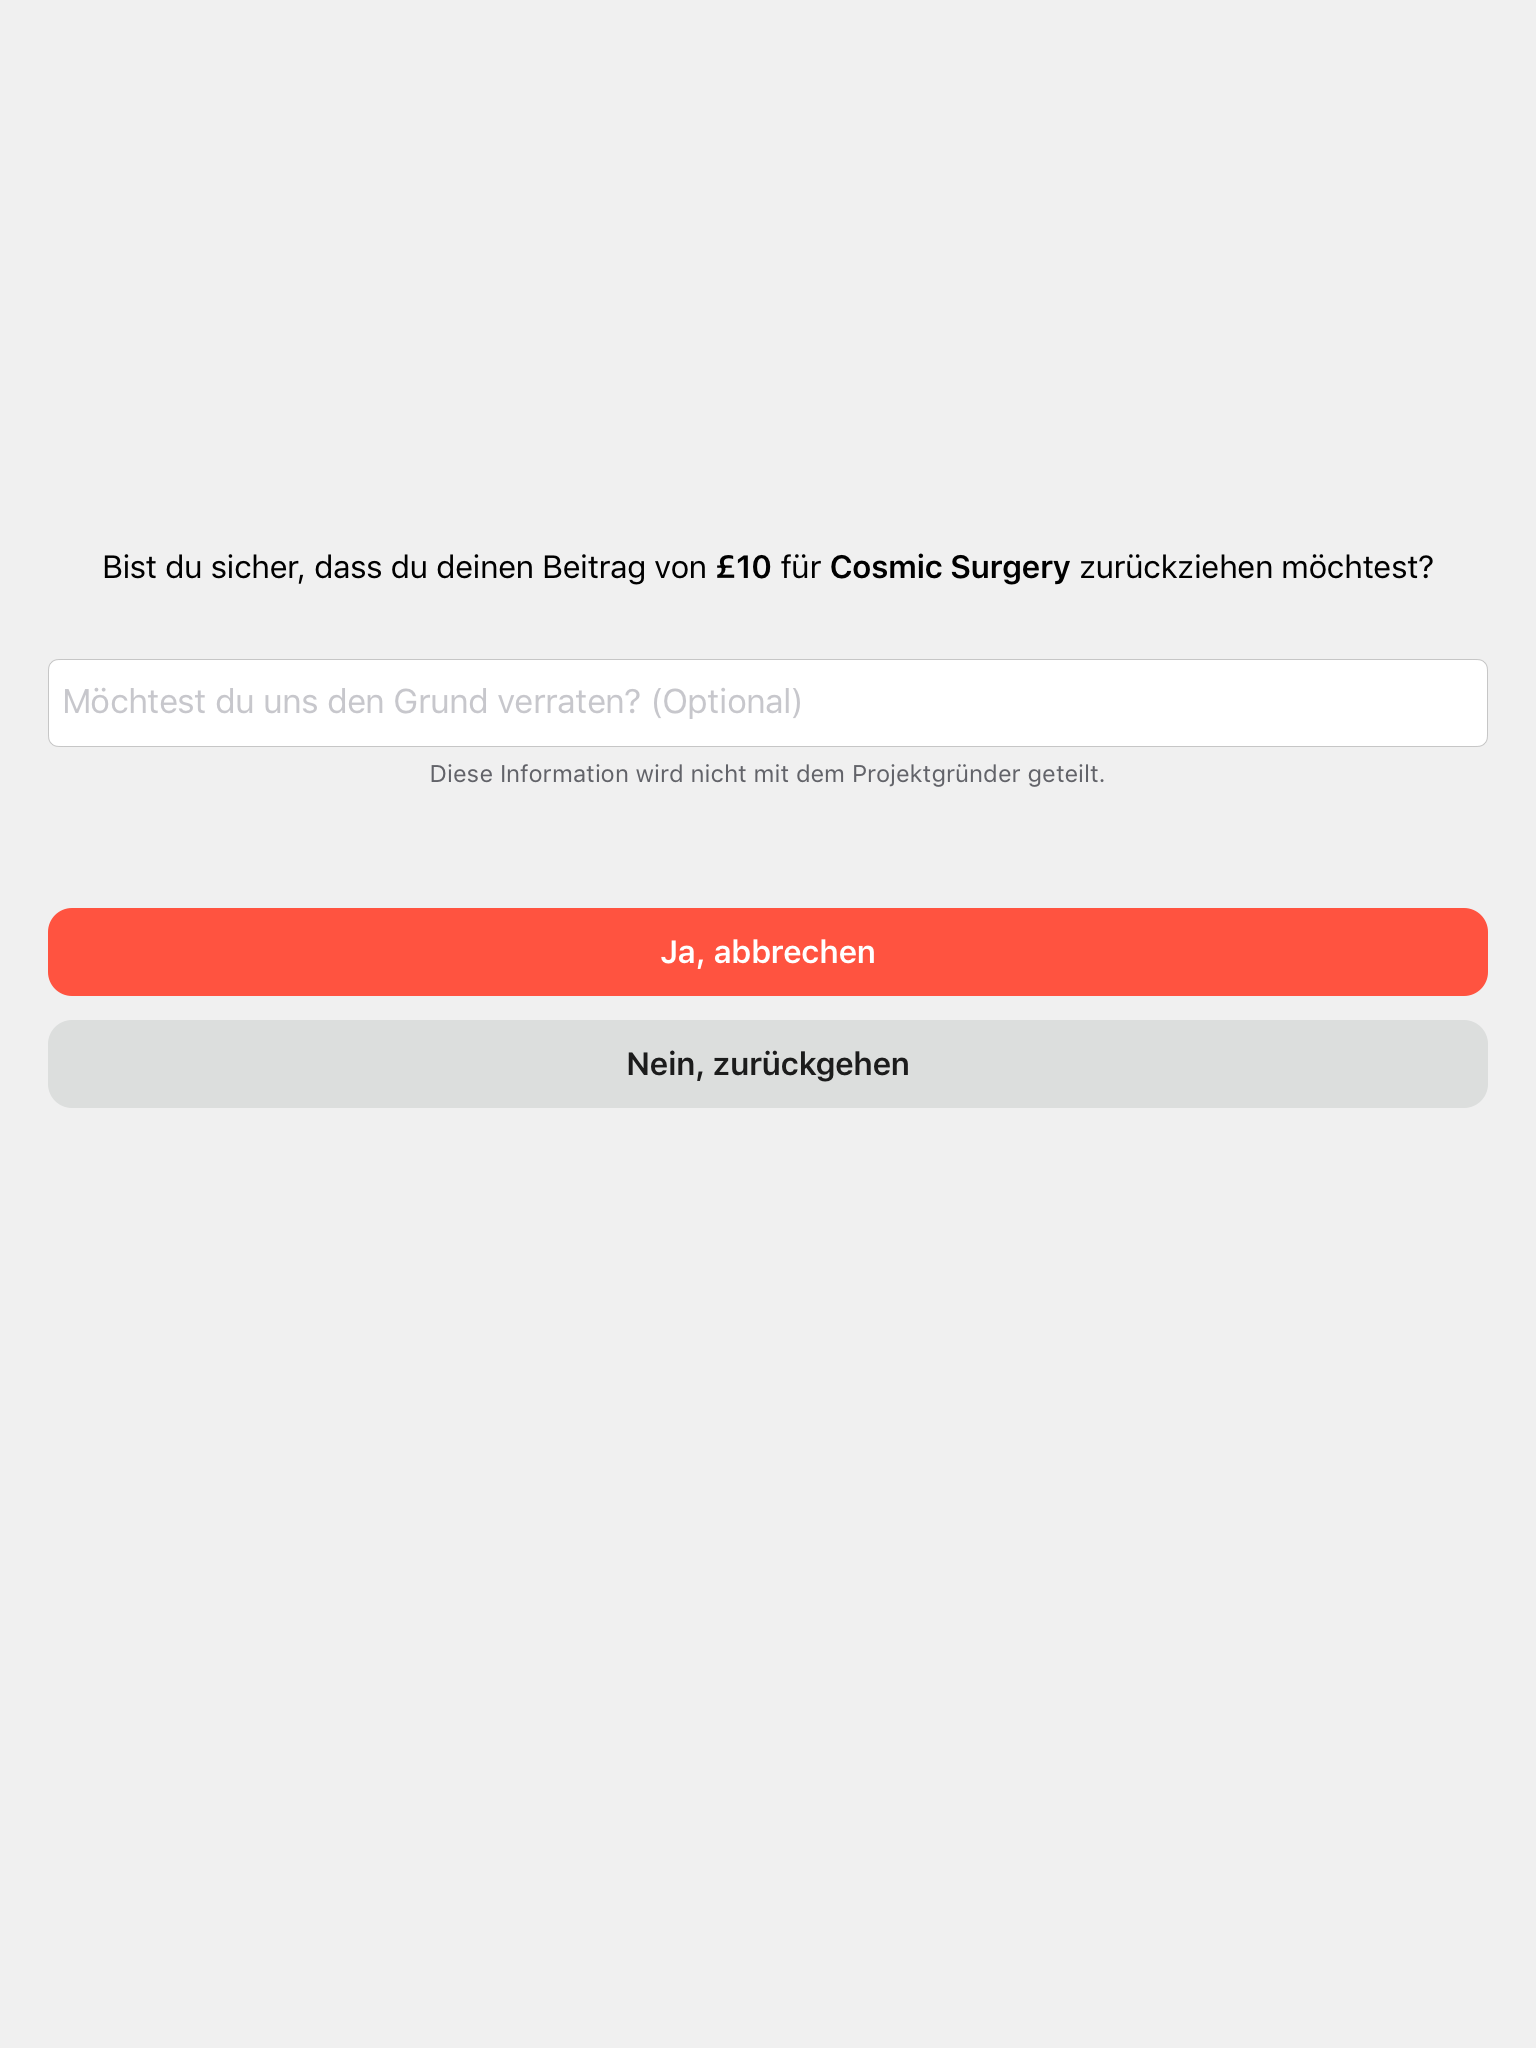 Bist du sicher, dass du deinen Beitrag von £10 für Cosmic Surgery zurückziehen möchtest?
Möchtest du uns den Grund verraten? (Optional)
Diese Information wird nicht mit dem Projektgründer geteilt.
Ja, abbrechen
Nein, zurückgehen